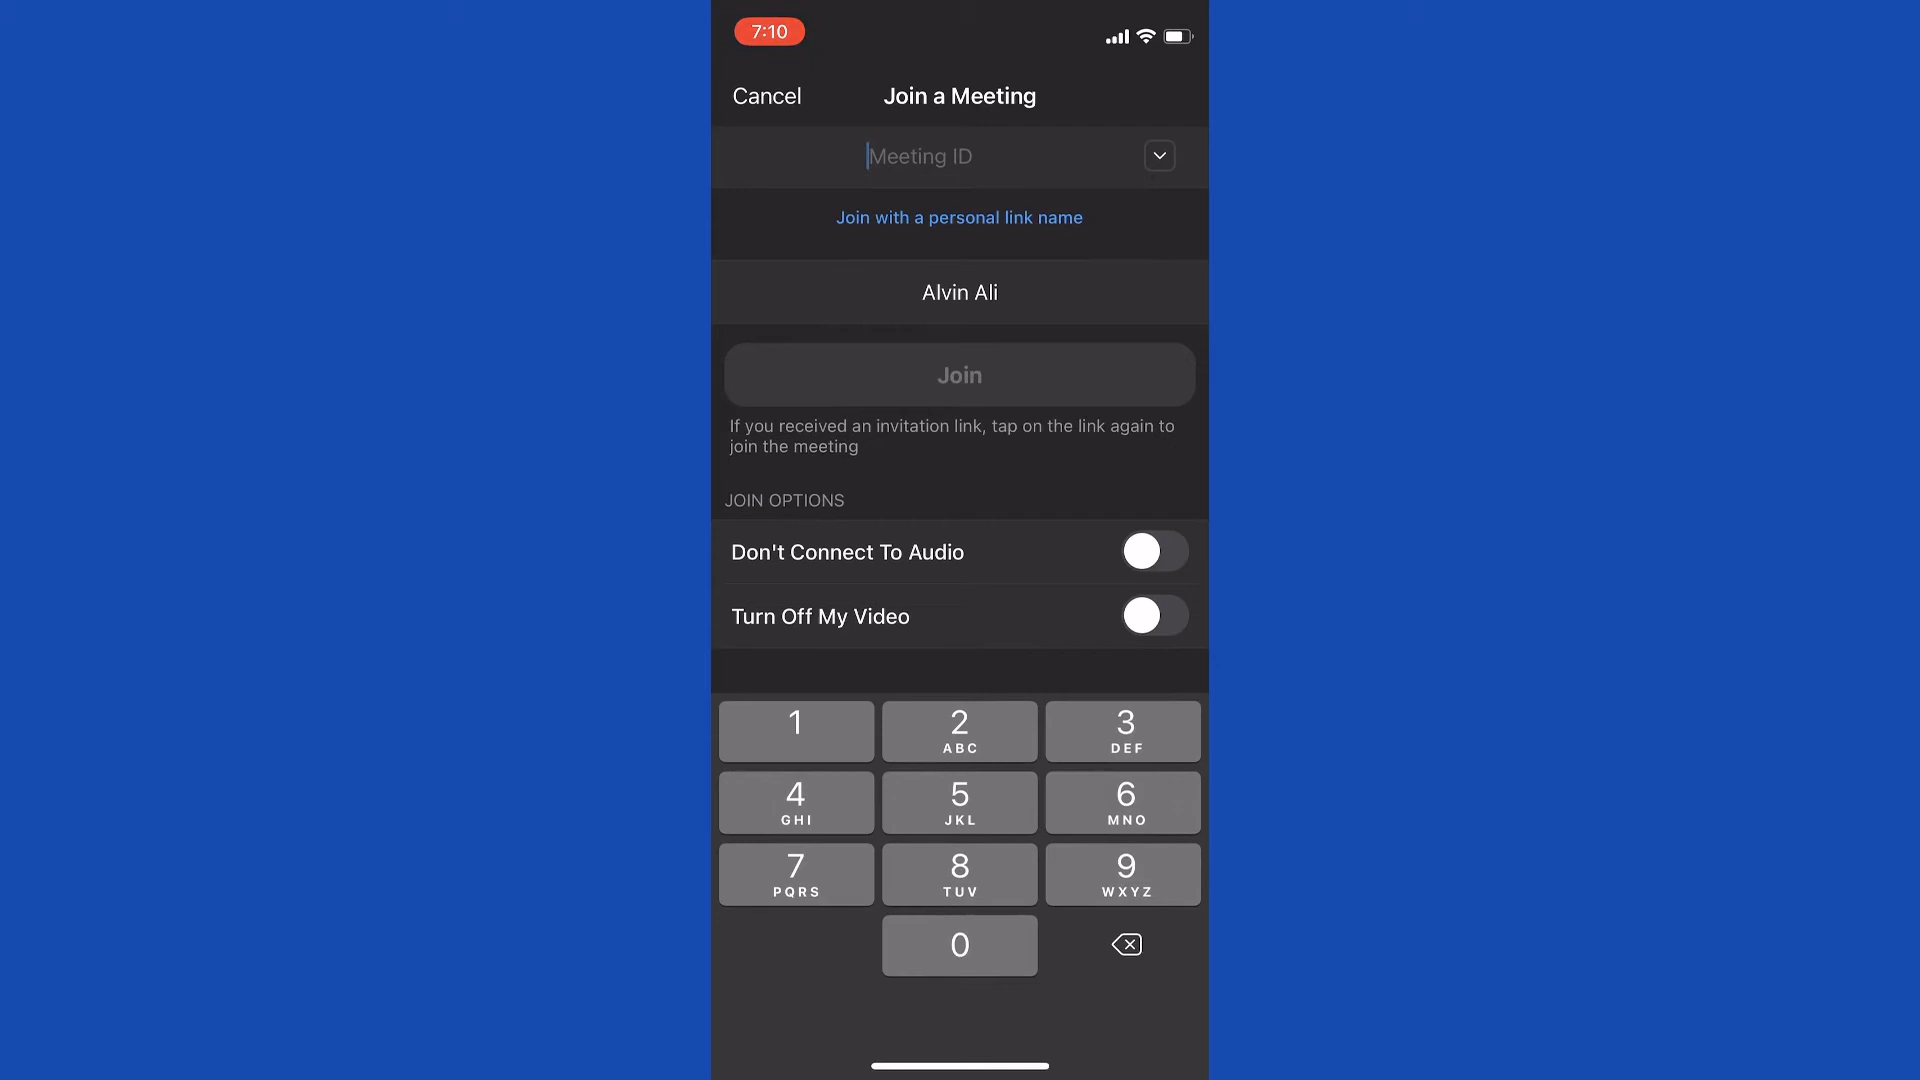 7:10
Cancel
Join a Meeting
Meeting ID
Join with a personal link name
Alvin Ali
Join
If you received an invitation link, tap on the link again to
join the meeting
JOIN OPTIONS
Don't Connect To Audio
Turn Off My Video
1
2
ABC
3
DEF
4
GHI
5
JKL
6
MNO
7
PQRS
8
TUV
9
WXYZ
0